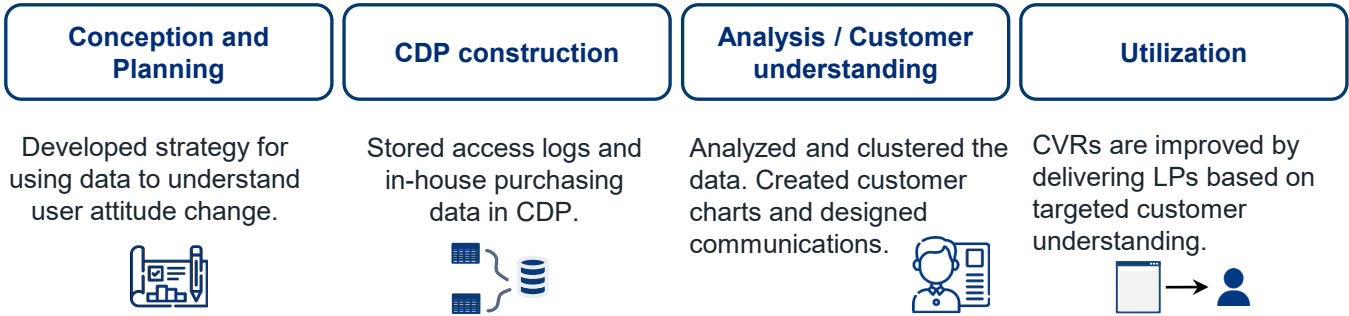 Conception and
Planning
CDP construction
Analysis / Customer
understanding
Utilization
Developed strategy for
using data to understand
user attitude change.
Stored access logs and
in-house purchasing
data in CDP.
Analyzed and clustered the
data. Created customer
charts and designed
communications.
CVRs are improved by
delivering LPs based on
targeted customer
understanding.